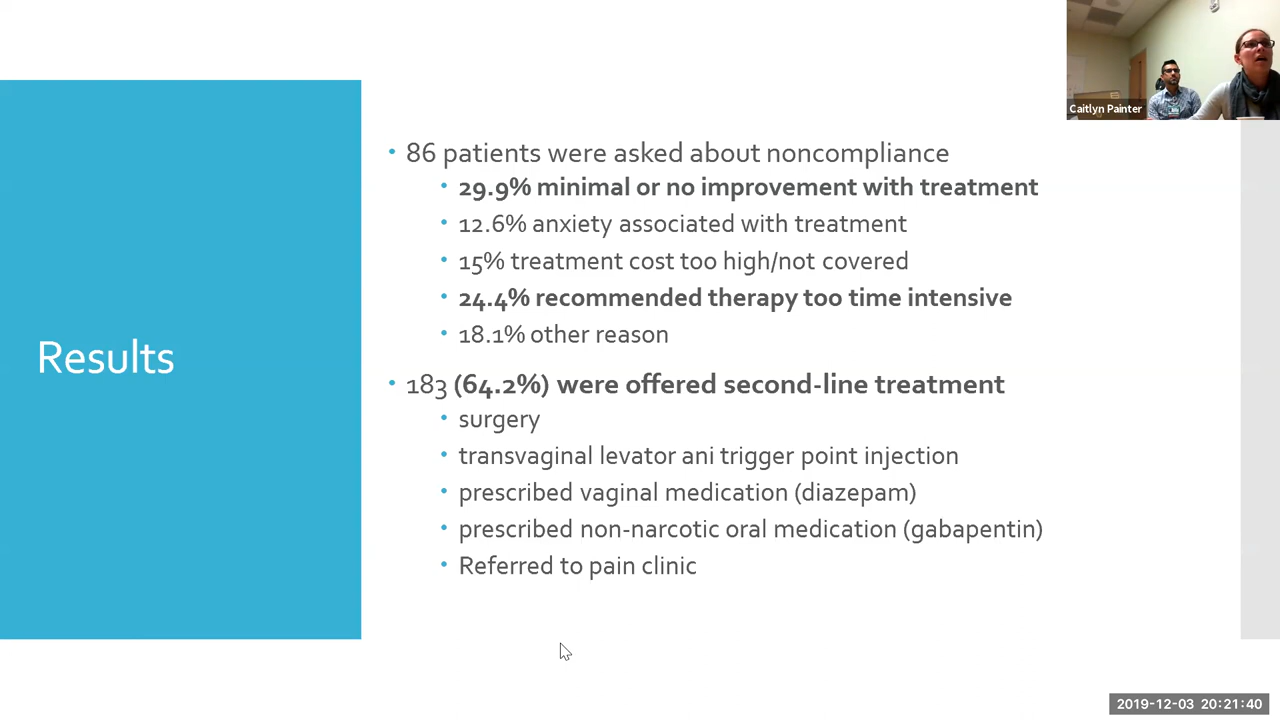 Caitlyn Painter
Results
• 86 patients were asked about noncompliance
• 29.9% minimal or no improvement with treatment
• 12.6% anxiety associated with treatment
• 15% treatment cost too high/not covered
• 24.4% recommended therapy too time intensive
• 18.1% other reason
• 183 (64.2%) were offered second-line treatment
• surgery
• transvaginal levator ani trigger point injection
• prescribed vaginal medication (diazepam)
• prescribed non-narcotic oral medication (gabapentin)
• Referred to pain clinic
2019-12-03 20:21:40